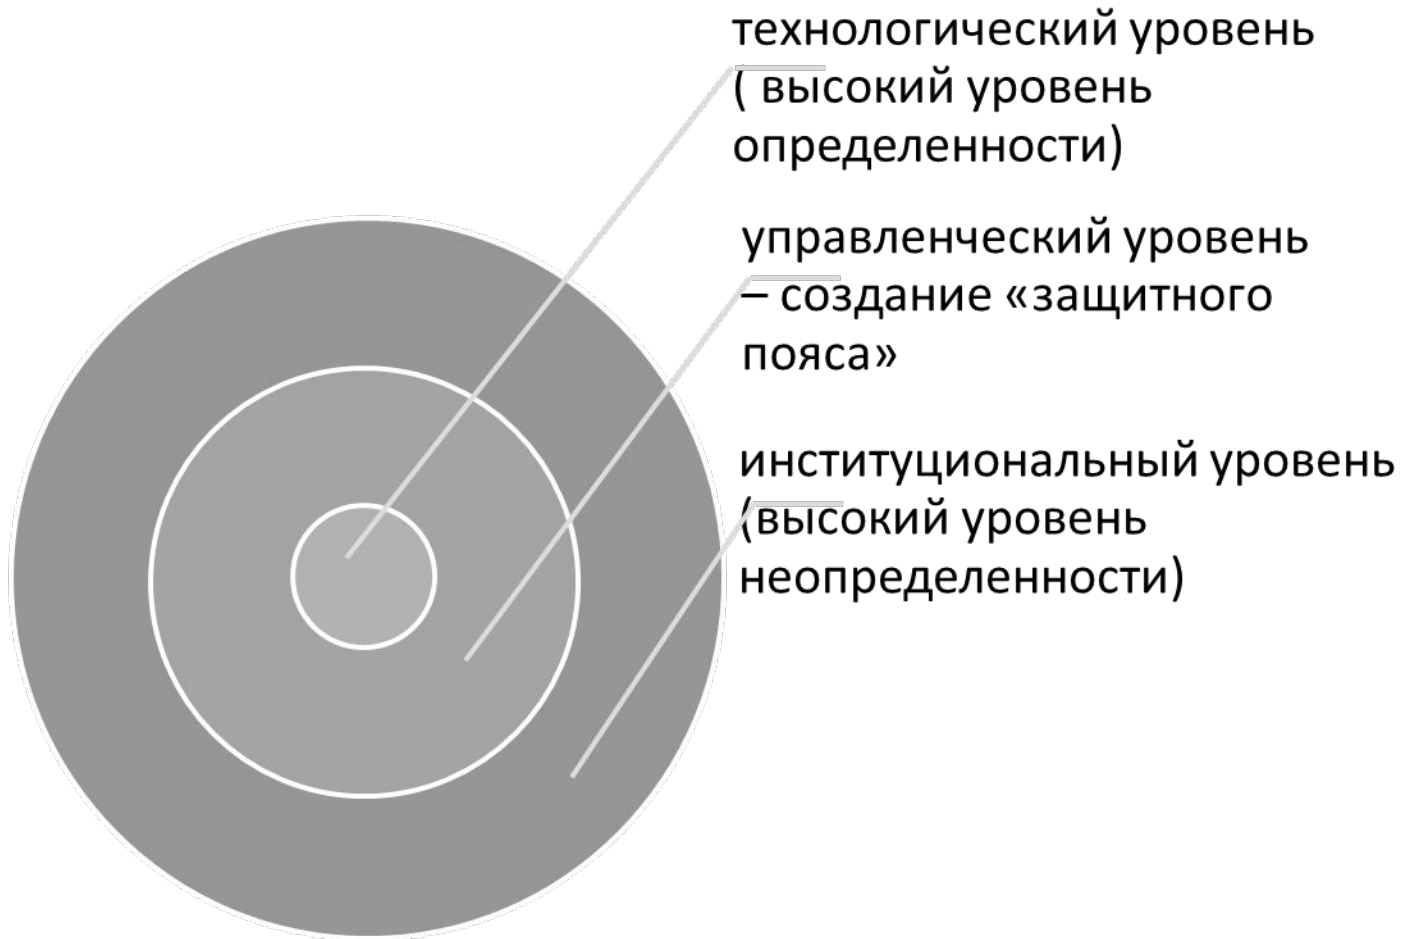 технологический уровень
( высокий уровень
определенности)
управленческий уровень
– создание «защитного
пояса»
институциональный уровень
(высокий уровень
неопределенности)